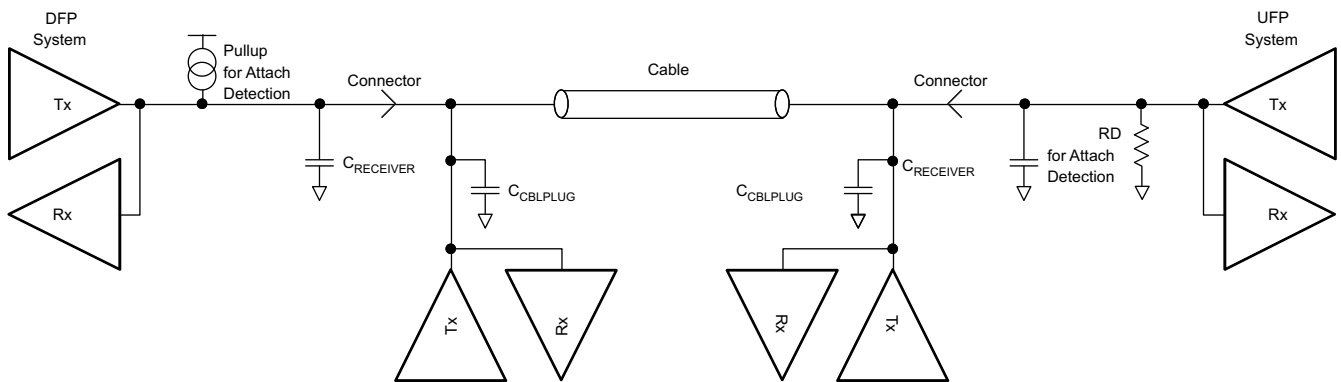 DFP
System
Tx
Rx
Pullup
for Attach
Detection
Connector
CRECEIVER
CCBLPLUG
Tx
Rx
Cable
Connector
CCBLPLUG
CRECEIVER
Rx
Tx
RD
for Attach
Detection
UFP
System
Tx
Rx